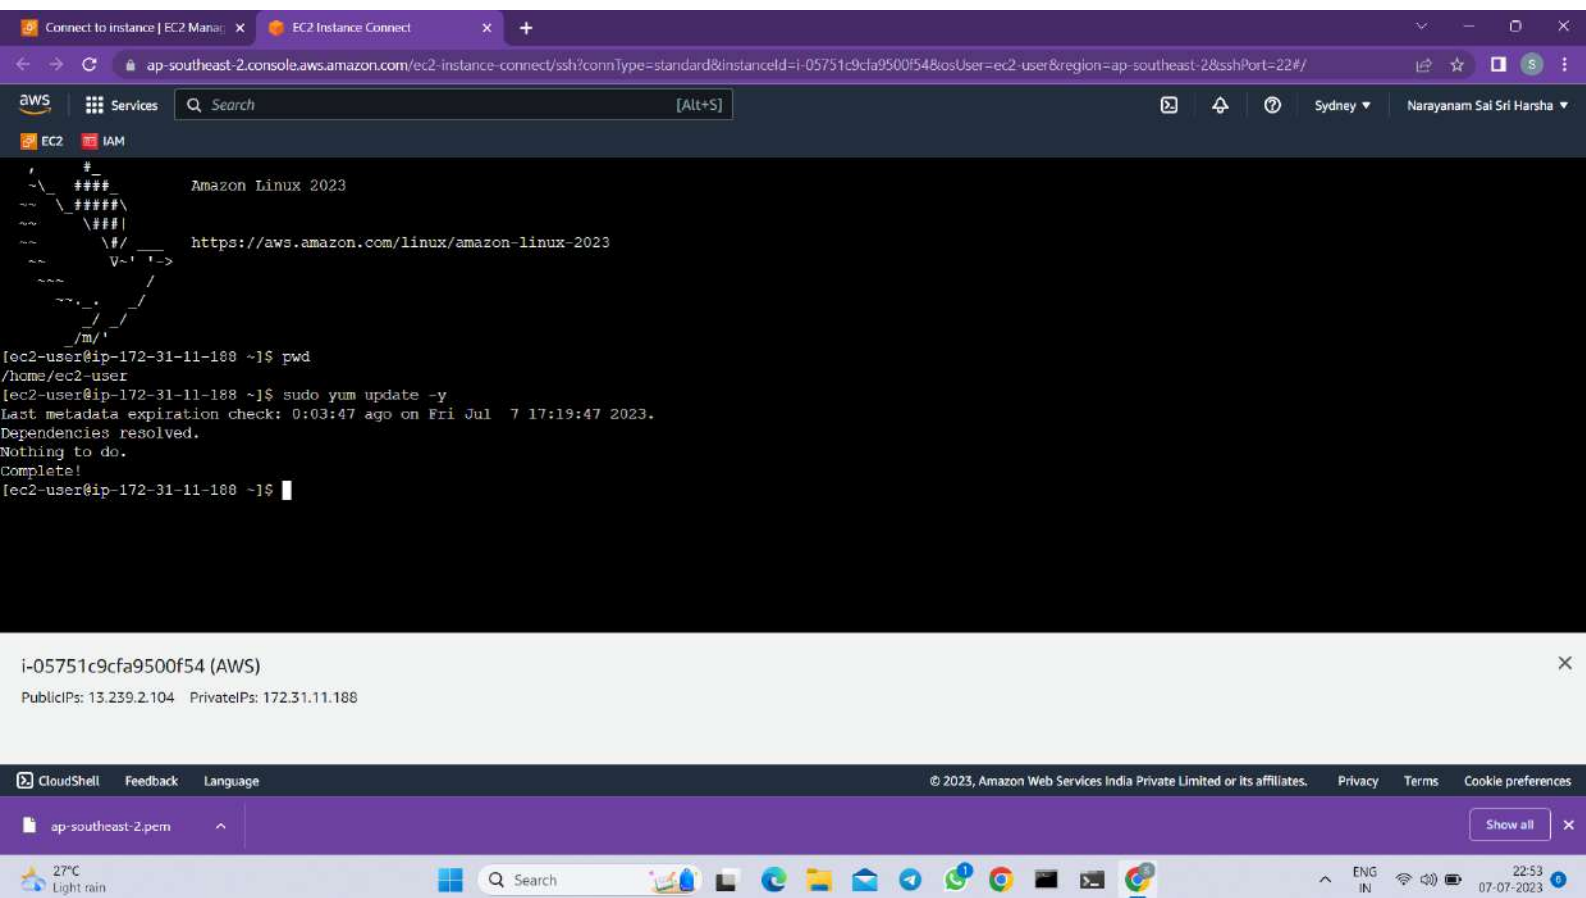 Connect to instance | EC2 Manag
EC2 Instance Connect
ap-southeast-2.console.aws.amazon.com/ec2-instance-connect/ssh?connType=standard&instanceId=i-05751c9cfa9500f54&osUser=ec2-user&region=ap-southeast-2&sshPort=22#/
S
aws
Services
Search
[Alt+S]
Sydney ▼
Narayanam Sai Sri Harsha ▼
EC2
IAM
   ,     #_
   ~\_  ####_        Amazon Linux 2023
  ~~  \_#####\
  ~~     \###|
  ~~       \#/ ___   https://aws.amazon.com/linux/amazon-linux-2023
   ~~       V~' '->
    ~~~         /
      ~~._.   _/
         _/ _/
       _/m/'
[ec2-user@ip-172-31-11-188 ~]$ pwd
/home/ec2-user
[ec2-user@ip-172-31-11-188 ~]$ sudo yum update -y
Last metadata expiration check: 0:03:47 ago on Fri Jul  7 17:19:47 2023.
Dependencies resolved.
Nothing to do.
Complete!
[ec2-user@ip-172-31-11-188 ~]$
i-05751c9cfa9500f54 (AWS)
PublicIPs: 13.239.2.104 PrivateIPs: 172.31.11.188
CloudShell Feedback Language
© 2023, Amazon Web Services India Private Limited or its affiliates. Privacy Terms Cookie preferences
ap-southeast-2.pem
Show all
27°C
Light rain
Search
ENG
IN
22:53
07-07-2023
6